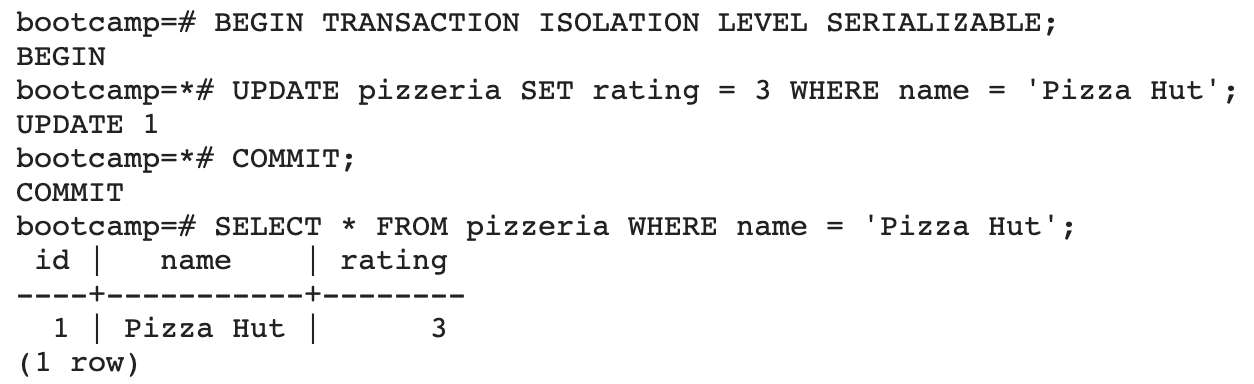 bootcamp=# BEGIN TRANSACTION ISOLATION LEVEL SERIALIZABLE;
BEGIN
bootcamp=*# UPDATE pizzeria SET rating = 3 WHERE name = 'Pizza Hut';
UPDATE 1
bootcamp=*# COMMIT;
COMMIT
bootcamp=# SELECT * FROM pizzeria WHERE name = 'Pizza Hut';
 id |   name    | rating
----+-----------+--------
  1 | Pizza Hut |      3
(1 row)